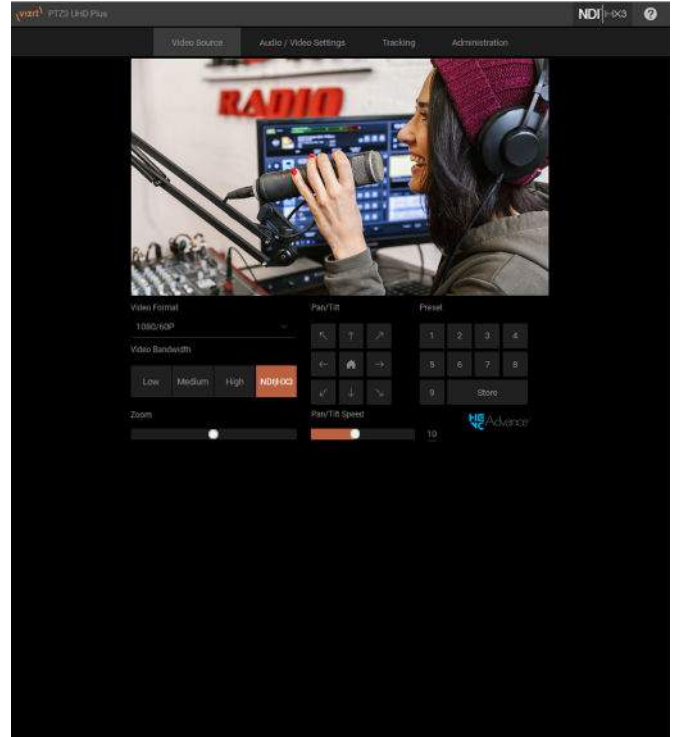 vizrt PTZ3 UHD Plus
NDI HX3 ?
Video Source Audio / Video Settings Tracking Administration
RADIO
Video Format
1080/60P
Video Bandwidth
Low Medium High NDI|HX3
Zoom
Pan/Tilt
Pan/Tilt Speed
10
Preset
1 2 3 4
5 6 7 8
9 Store
HEVC Advance